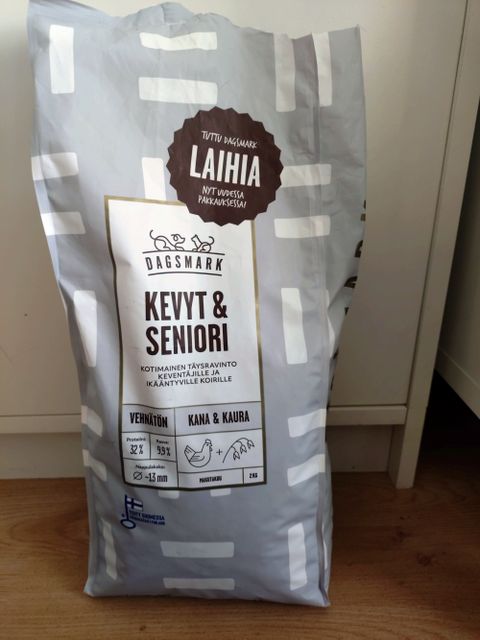 TUTTU DAGSMARK
LAIHIA
NYT UUDESSA
PAKKAUKSESSA!
DAGSMARK
KEVYT &
SENIORI
KOTIMAINEN TÄYSRAVINTO
KEVENTÄJILLE JA
IKÄÄNTYVILLE KOIRILLE
VEHNÄTÖN
KANA & KAURA
Proteiini
32%
Rasva
9,9%
Nappulakoko
Ø ~13 mm
+
2 KG